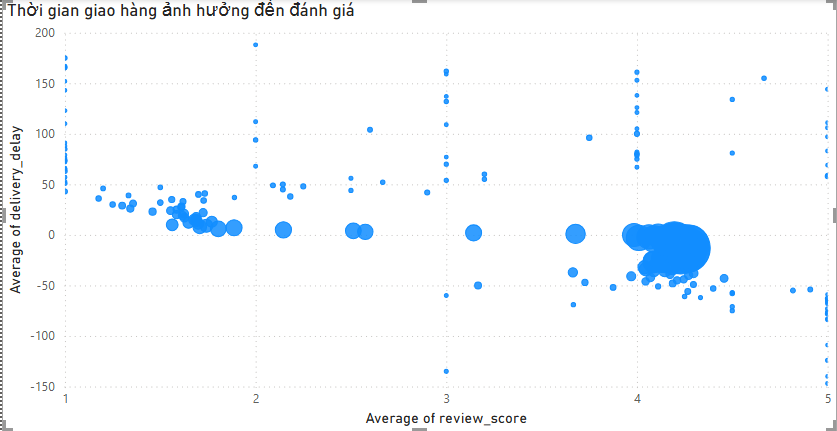 Thời gian giao hàng ảnh hưởng đến đánh giá
Average of delivery_delay
200
150
100
50
0
-50
-100
-150
1 2 3 4 5
Average of review_score